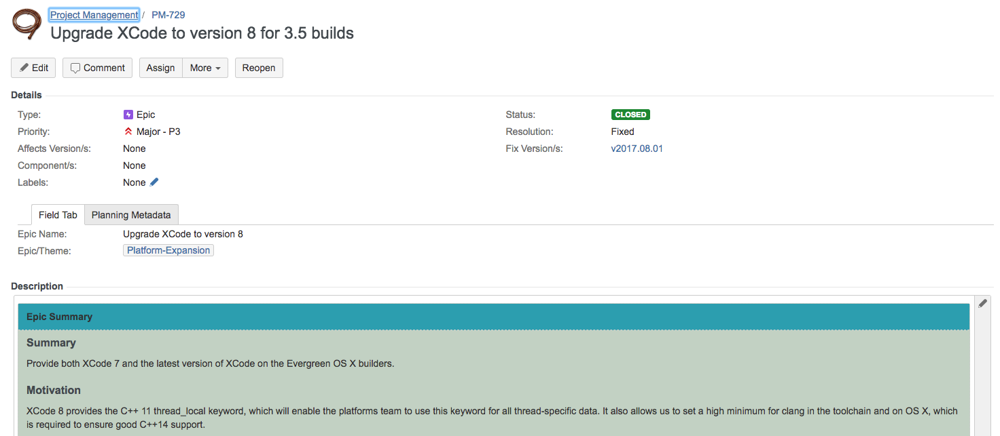 Project Management / PM-729
Upgrade XCode to version 8 for 3.5 builds
Edit Comment Assign More Reopen
Details
Type: Epic Status: CLOSED
Priority: Major - P3 Resolution: Fixed
Affects Version/s: None Fix Version/s: v2017.08.01
Component/s: None
Labels: None
Field Tab Planning Metadata
Epic Name: Upgrade XCode to version 8
Epic/Theme: Platform-Expansion
Description
Epic Summary
Summary
Provide both XCode 7 and the latest version of XCode on the Evergreen OS X builders.
Motivation
XCode 8 provides the C++ 11 thread_local keyword, which will enable the platforms team to use this keyword for all thread-specific data. It also allows us to set a high minimum for clang in the toolchain and on OS X, which
is required to ensure good C++14 support.